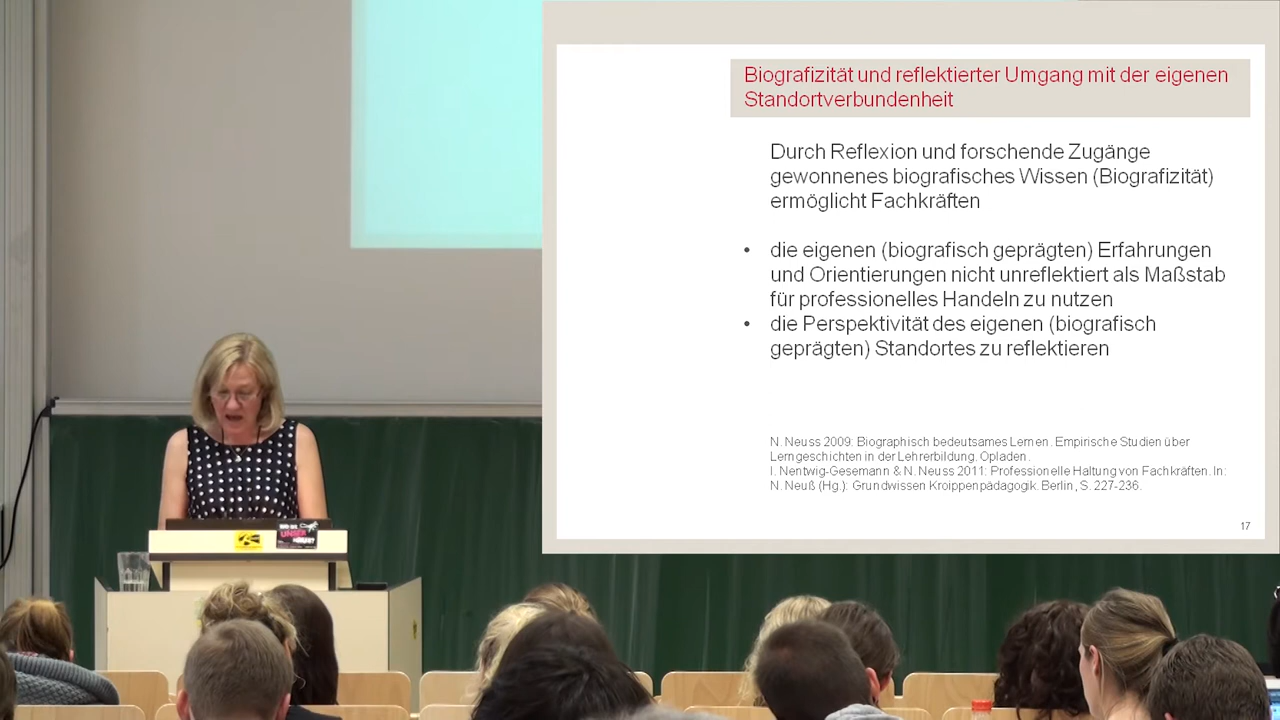 Biografizität und reflektierter Umgang mit der eigenen
Standortverbundenheit
Durch Reflexion und forschende Zugänge
gewonnenes biografisches Wissen (Biografizität)
ermöglicht Fachkräften
• die eigenen (biografisch geprägten) Erfahrungen
und Orientierungen nicht unreflektiert als Maßstab
für professionelles Handeln zu nutzen
• die Perspektivität des eigenen (biografisch
geprägten) Standortes zu reflektieren
N. Neuss 2009: Biographisch bedeutsames Lernen. Empirische Studien über
Lerngeschichten in der Lehrerbildung. Opladen.
I. Nentwig-Gesemann & N. Neuss 2011: Professionelle Haltung von Fachkräften. In:
N. Neuß (Hg.): Grundwissen Kroippenpädagogik. Berlin, S. 227-236.
17
UNSER